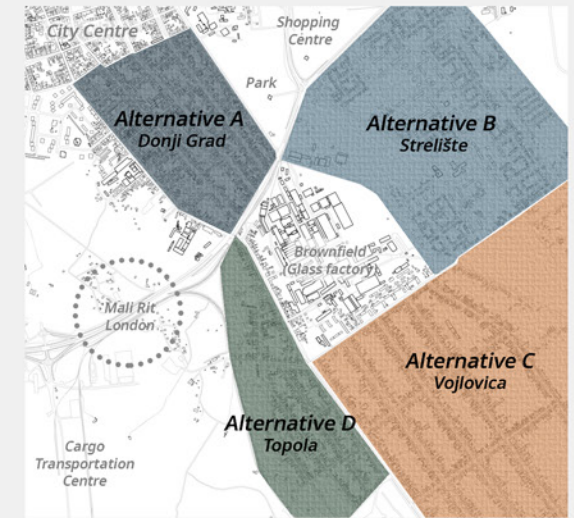 City Centre
Shopping
Centre
Park
Alternative A
Donji Grad
Alternative B
Strelište
Brownfield
(Glass factory)
Mali Rit
London
Alternative C
Vojlovica
Alternative D
Topola
Cargo
Transportation
Centre